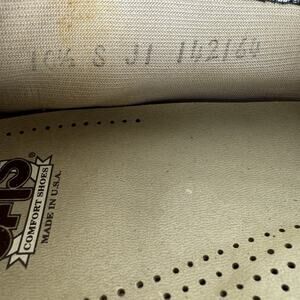 10½ S J1 142164
SAS
®
COMFORT SHOES
MADE IN U.S.A.